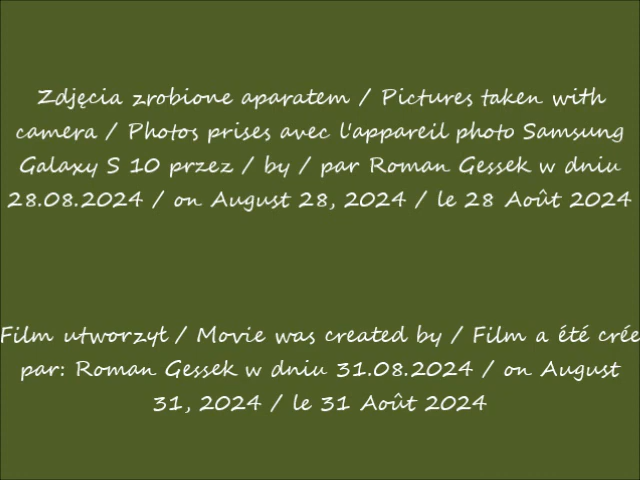 Zdjęcia zrobione aparatem / Pictures taken with
camera / Photos prises avec l'appareil photo Samsung
Galaxy S 10 przez / by / par Roman Gessek w dniu
28.08.2024 / on August 28, 2024 / le 28 Août 2024
Film utworzył / Movie was created by / Film a été crée
par: Roman Gessek w dniu 31.08.2024 / on August
31, 2024 / le 31 Août 2024